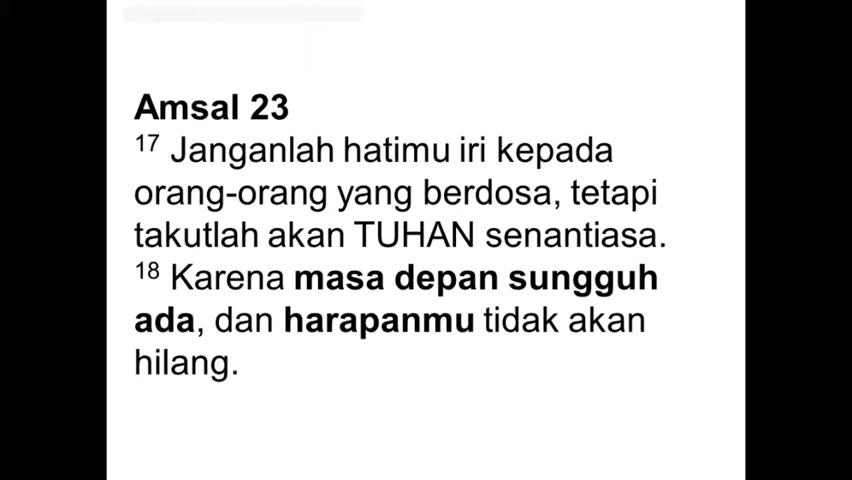 Amsal 23
17 Janganlah hatimu iri kepada
orang-orang yang berdosa, tetapi
takutlah akan TUHAN senantiasa.
18 Karena masa depan sungguh
ada, dan harapanmu tidak akan
hilang.